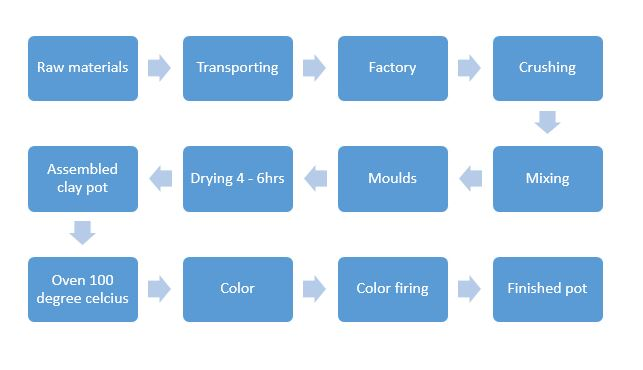 Raw materials
Transporting
Factory
Crushing
Mixing
Moulds
Drying 4 - 6hrs
Assembled
clay pot
Oven 100
degree celcius
Color
Color firing
Finished pot